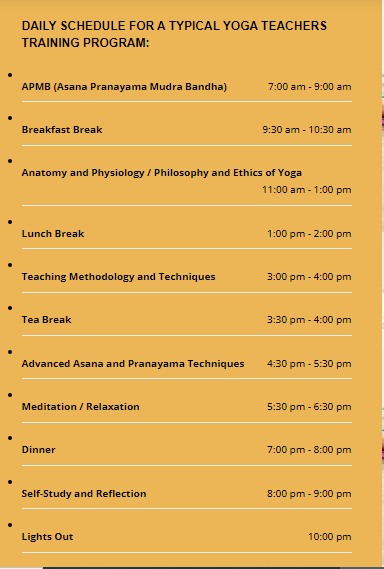 DAILY SCHEDULE FOR A TYPICAL YOGA TEACHERS
TRAINING PROGRAM:
APMB (Asana Pranayama Mudra Bandha) 7:00 am - 9:00 am
Breakfast Break 9:30 am - 10:30 am
Anatomy and Physiology / Philosophy and Ethics of Yoga
11:00 am - 1:00 pm
Lunch Break 1:00 pm - 2:00 pm
Teaching Methodology and Techniques 3:00 pm - 4:00 pm
Tea Break 3:30 pm - 4:00 pm
Advanced Asana and Pranayama Techniques 4:30 pm - 5:30 pm
Meditation / Relaxation 5:30 pm - 6:30 pm
Dinner 7:00 pm - 8:00 pm
Self-Study and Reflection 8:00 pm - 9:00 pm
Lights Out 10:00 pm